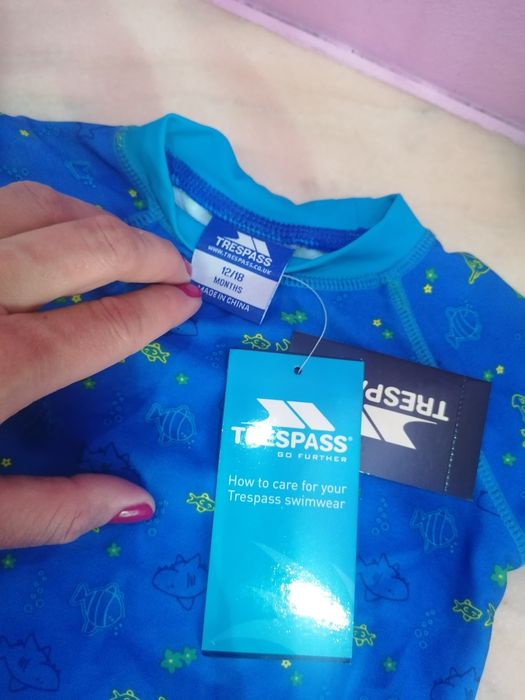 TRESPASS
WWW.TRESPASS.CO.UK
12/18
MONTHS
MADE IN CHINA
TRESPASS®
GO FURTHER
How to care for your
Trespass swimwear
TRESPASS